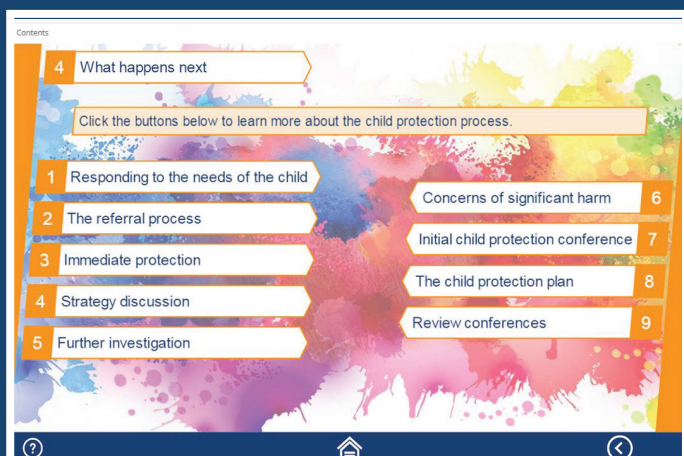 Contents
4 What happens next
Click the buttons below to learn more about the child protection process.
1 Responding to the needs of the child
2 The referral process
3 Immediate protection
4 Strategy discussion
5 Further investigation
Concerns of significant harm 6
Initial child protection conference 7
The child protection plan 8
Review conferences 9
?